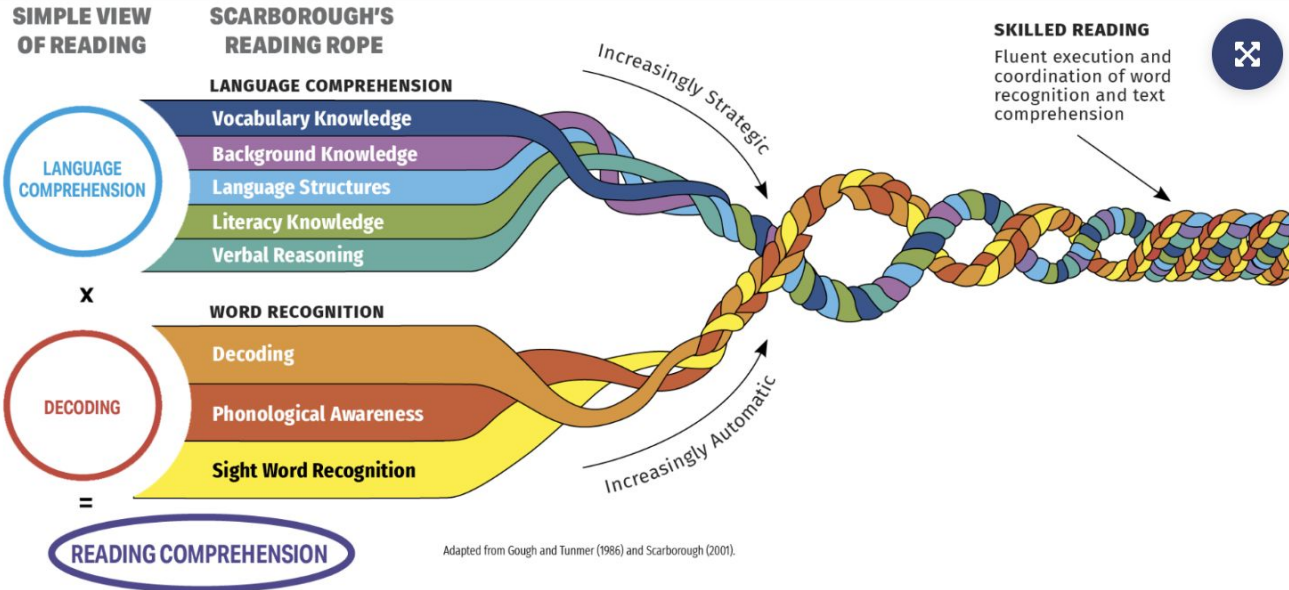 SIMPLE VIEW
OF READING
SCARBOROUGH'S
READING ROPE
LANGUAGE COMPREHENSION
Vocabulary Knowledge
Background Knowledge
Language Structures
Literacy Knowledge
Verbal Reasoning
LANGUAGE
COMPREHENSION
x
WORD RECOGNITION
Decoding
Phonological Awareness
Sight Word Recognition
DECODING
=
READING COMPREHENSION
Increasingly Strategic
Increasingly Automatic
SKILLED READING
Fluent execution and
coordination of word
recognition and text
comprehension
Adapted from Gough and Tunmer (1986) and Scarborough (2001).